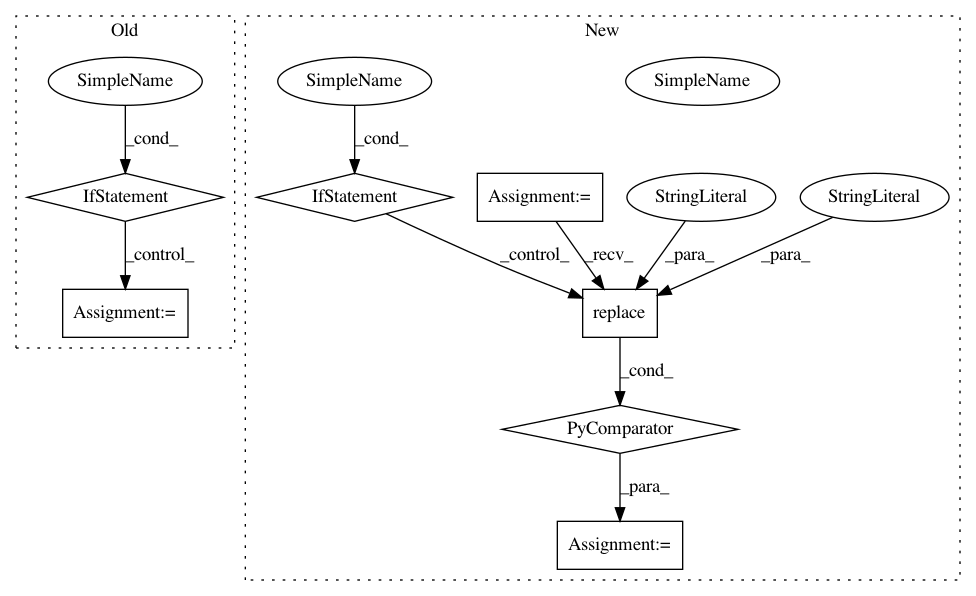 Old
New
SimpleName
SimpleName
SimpleName
_cond_
_cond_
IfStatement
IfStatement
Assignment:=
StringLiteral
StringLiteral
_control_
_control_
_recv_
_para_
_para_
Assignment:=
replace
_cond_
PyComparator
_para_
Assignment:=